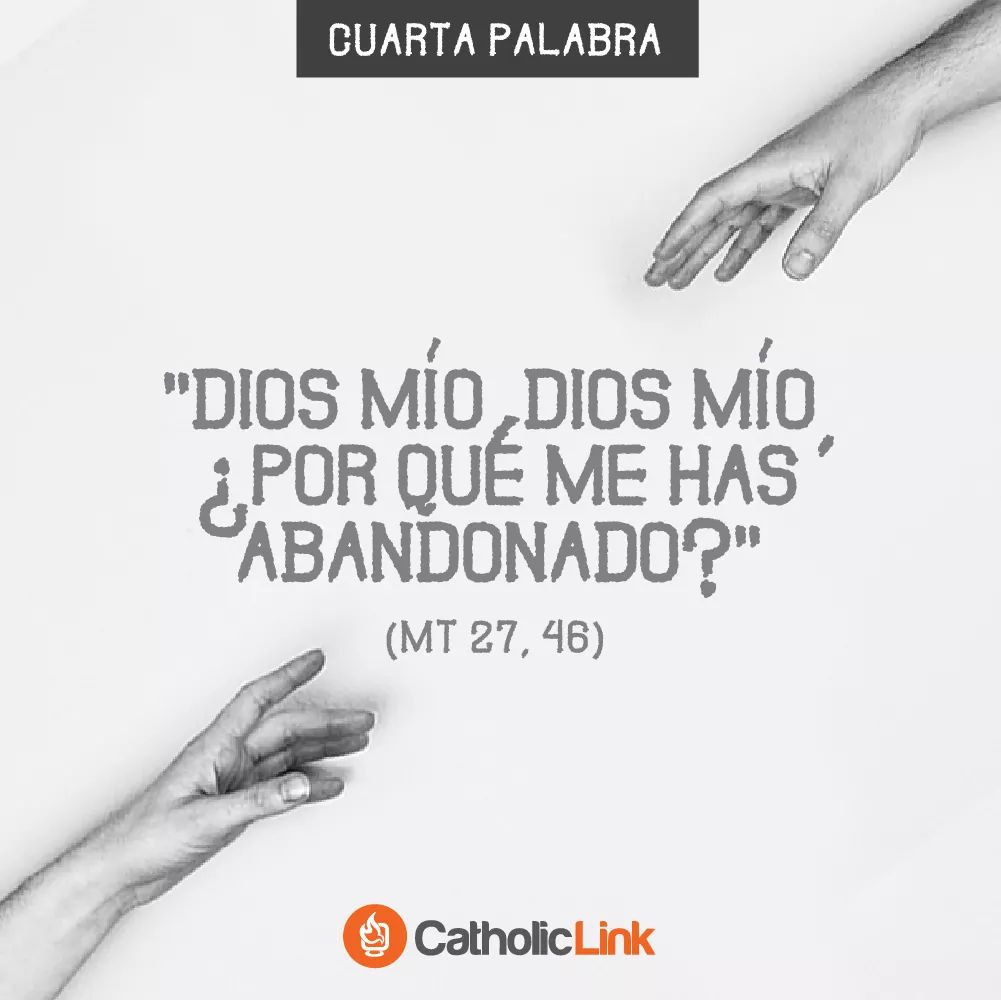 CUARTA PALABRA
"DIOS MÍO, DIOS MÍO,
¿POR QUÉ ME HAS
ABANDONADO?"
(MT 27, 46)
CatholicLink